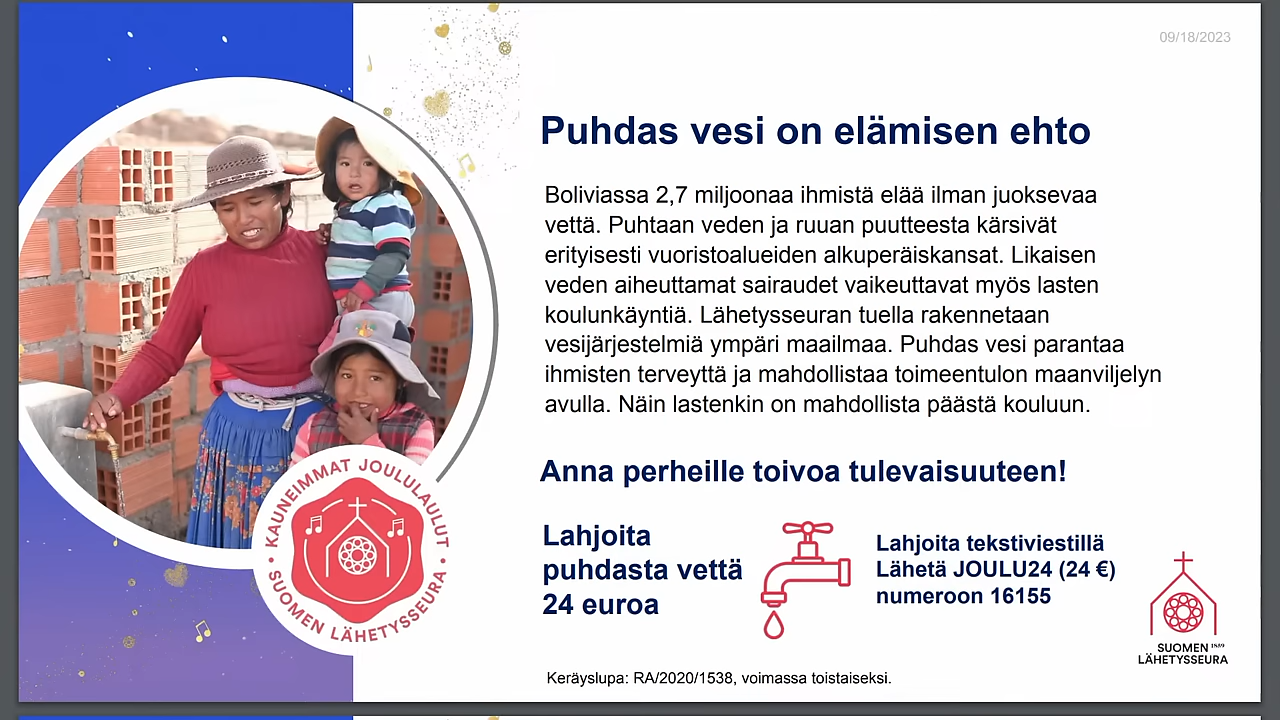 09/18/2023
Puhdas vesi on elämisen ehto
Boliviassa 2,7 miljoonaa ihmistä elää ilman juoksevaa
vettä. Puhtaan veden ja ruuan puutteesta kärsivät
erityisesti vuoristoalueiden alkuperäiskansat. Likaisen
veden aiheuttamat sairaudet vaikeuttavat myös lasten
koulunkäyntiä. Lähetysseuran tuella rakennetaan
vesijärjestelmiä ympäri maailmaa. Puhdas vesi parantaa
ihmisten terveyttä ja mahdollistaa toimeentulon maanviljelyn
avulla. Näin lastenkin on mahdollista päästä kouluun.
Anna perheille toivoa tulevaisuuteen!
Lahjoita
puhdasta vettä
24 euroa
Lahjoita tekstiviestillä
Lähetä JOULU24 (24 €)
numeroon 16155
KAUNEIMMAT JOULULAULUT
• SUOMEN LÄHETYSSEURA •
SUOMEN 1859
LÄHETYSSEURA
Keräyslupa: RA/2020/1538, voimassa toistaiseksi.